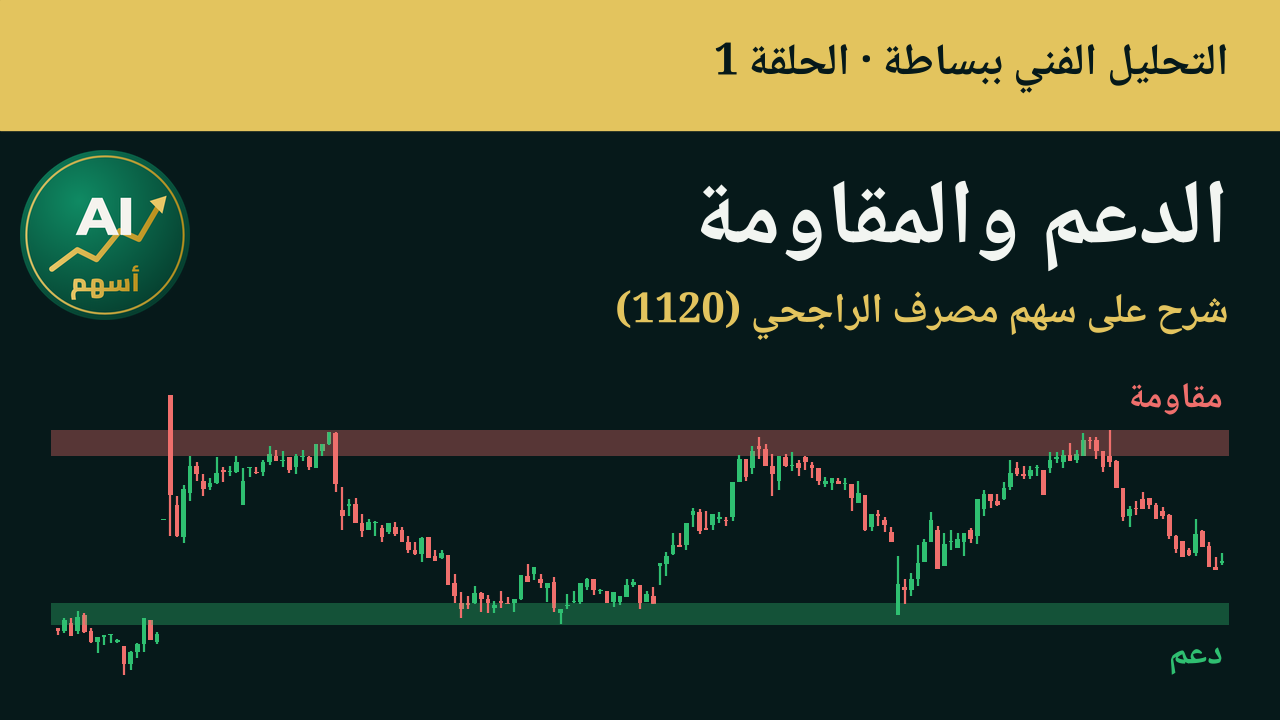 التحليل الفني ببساطة · الحلقة 1
الدعم والمقاومة
شرح على سهم مصرف الراجحي (1120)
AI
أسهم
مقاومة
دعم